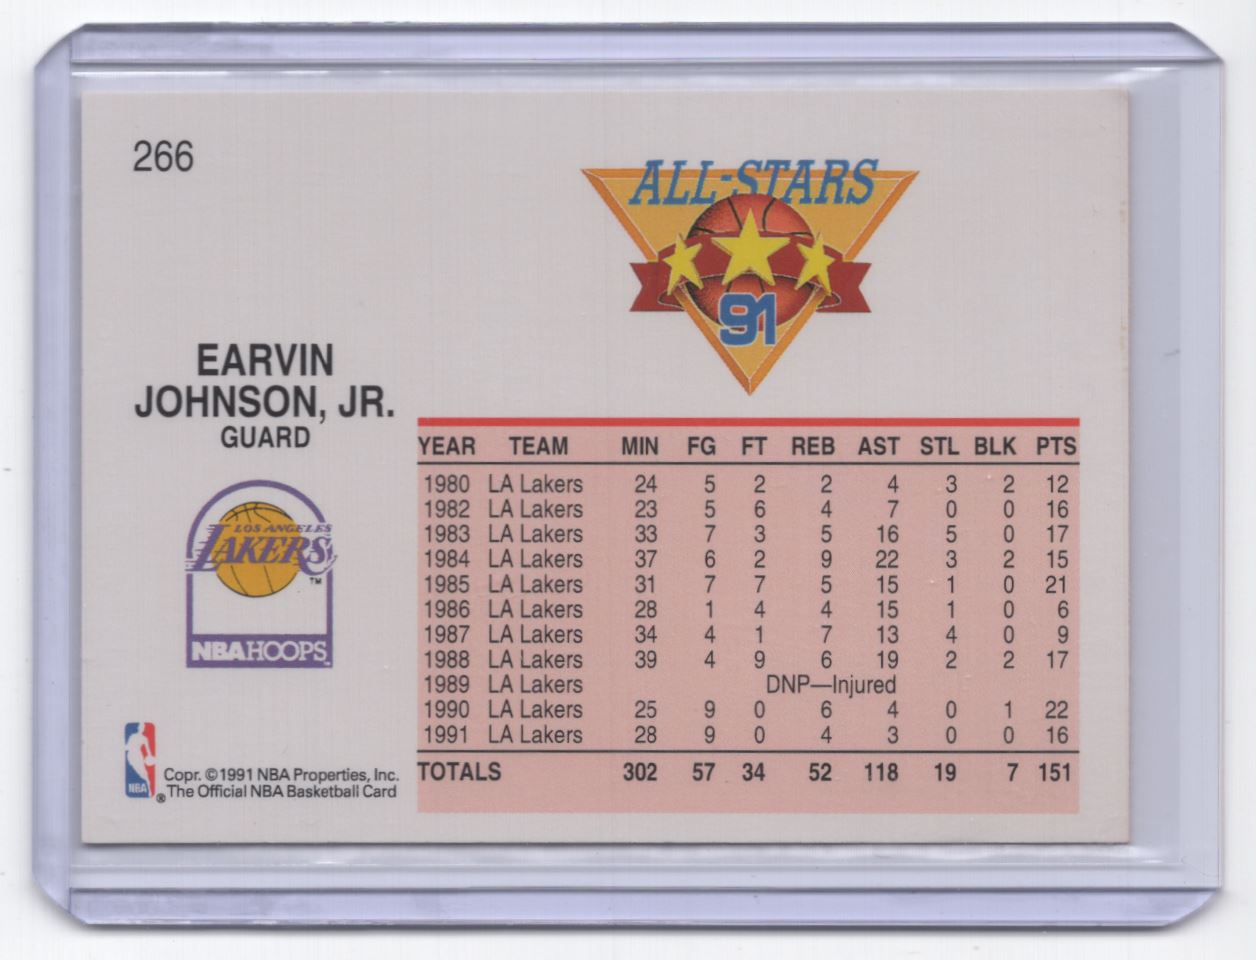 266
ALL-STARS
91
EARVIN
JOHNSON, JR.
GUARD
LOS ANGELES
LAKERS
TM
NBA HOOPS
NBA
®
Copr. ©1991 NBA Properties, Inc.
The Official NBA Basketball Card
YEAR TEAM MIN FG FT REB AST STL BLK PTS
1980 LA Lakers 24 5 2 2 4 3 2 12
1982 LA Lakers 23 5 6 4 7 0 0 16
1983 LA Lakers 33 7 3 5 16 5 0 17
1984 LA Lakers 37 6 2 9 22 3 2 15
1985 LA Lakers 31 7 7 5 15 1 0 21
1986 LA Lakers 28 1 4 4 15 1 0 6
1987 LA Lakers 34 4 1 7 13 4 0 9
1988 LA Lakers 39 4 9 6 19 2 2 17
1989 LA Lakers DNP—Injured
1990 LA Lakers 25 9 0 6 4 0 1 22
1991 LA Lakers 28 9 0 4 3 0 0 16
TOTALS 302 57 34 52 118 19 7 151